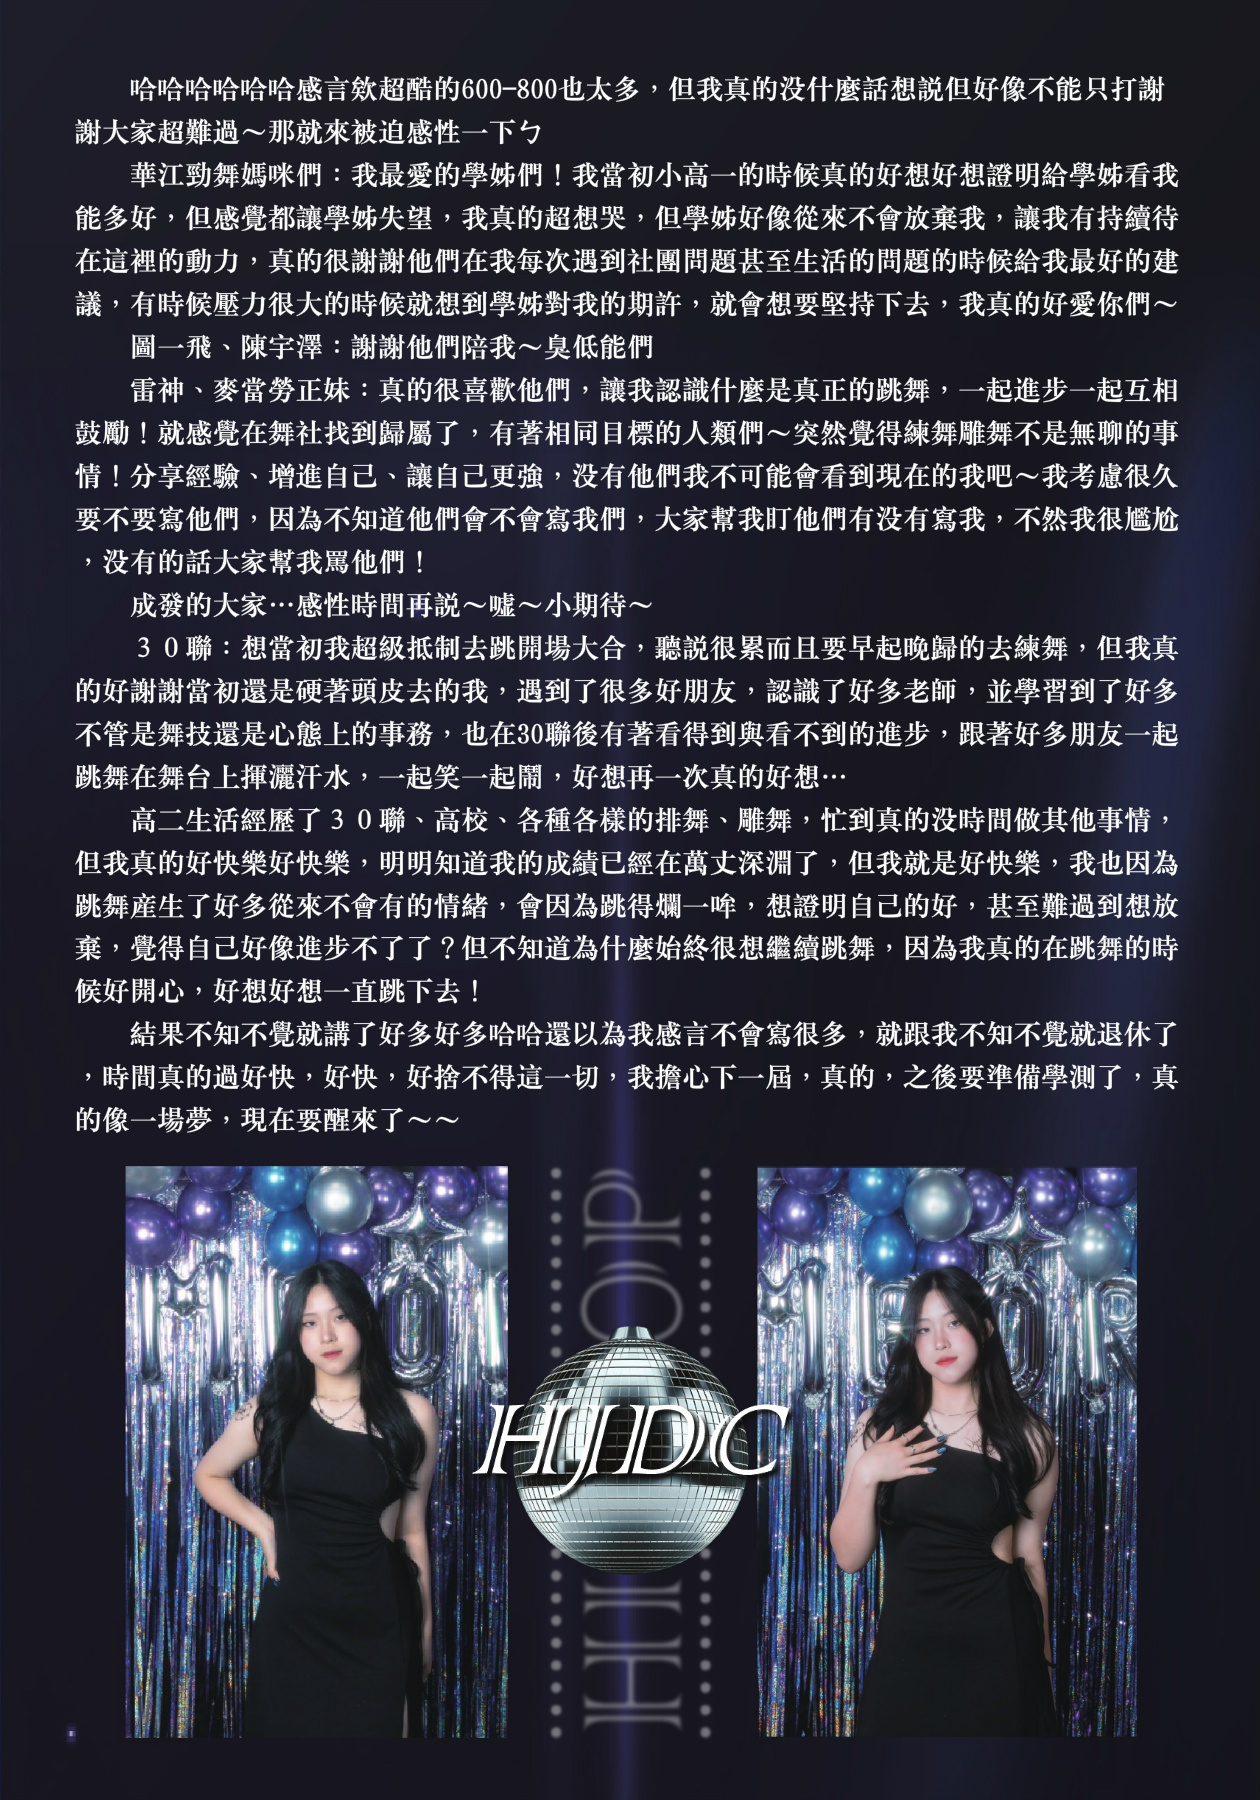 哈哈哈哈哈哈感言欸超酷的600-800也太多，但我真的沒什麼話想說但好像不能只打謝
謝大家超難過～那就來被迫感性一下ㄅ
華江勁舞媽咪們：我最愛的學姊們！我當初小高一的時候真的好想好想證明給學姊看我
能多好，但感覺都讓學姊失望，我真的超想哭，但學姊好像從來不會放棄我，讓我有持續待
在這裡的動力，真的很謝謝他們在我每次遇到社團問題甚至生活的問題的時候給我最好的建
議，有時候壓力很大的時候就想到學姊對我的期許，就會想要堅持下去，我真的好愛你們～
圖一飛、陳宇澤：謝謝他們陪我～臭低能們
雷神、麥當勞正妹：真的很喜歡他們，讓我認識什麼是真正的跳舞，一起進步一起互相
鼓勵！就感覺在舞社找到歸屬了，有著相同目標的人類們～突然覺得練舞雕舞不是無聊的事
情！分享經驗、增進自己、讓自己更強，沒有他們我不可能會看到現在的我吧～我考慮很久
要不要寫他們，因為不知道他們會不會寫我們，大家幫我盯他們有沒有寫我，不然我很尷尬
，沒有的話大家幫我罵他們！
成發的大家…感性時間再說～噓～小期待～
３０聯：想當初我超級抵制去跳開場大合，聽說很累而且要早起晚歸的去練舞，但我真
的好謝謝當初還是硬著頭皮去的我，遇到了很多好朋友，認識了好多老師，並學習到了好多
不管是舞技還是心態上的事務，也在30聯後有著看得到與看不到的進步，跟著好多朋友一起
跳舞在舞台上揮灑汗水，一起笑一起鬧，好想再一次真的好想…
高二生活經歷了３０聯、高校、各種各樣的排舞、雕舞，忙到真的沒時間做其他事情，
但我真的好快樂好快樂，明明知道我的成績已經在萬丈深淵了，但我就是好快樂，我也因為
跳舞產生了好多從來不會有的情緒，會因為跳得爛一哞，想證明自己的好，甚至難過到想放
棄，覺得自己好像進步不了了？但不知道為什麼始終很想繼續跳舞，因為我真的在跳舞的時
候好開心，好想好想一直跳下去！
結果不知不覺就講了好多好多哈哈還以為我感言不會寫很多，就跟我不知不覺就退休了
，時間真的過好快，好快，好捨不得這一切，我擔心下一屆，真的，之後要準備學測了，真
的像一場夢，現在要醒來了～～
HJDC